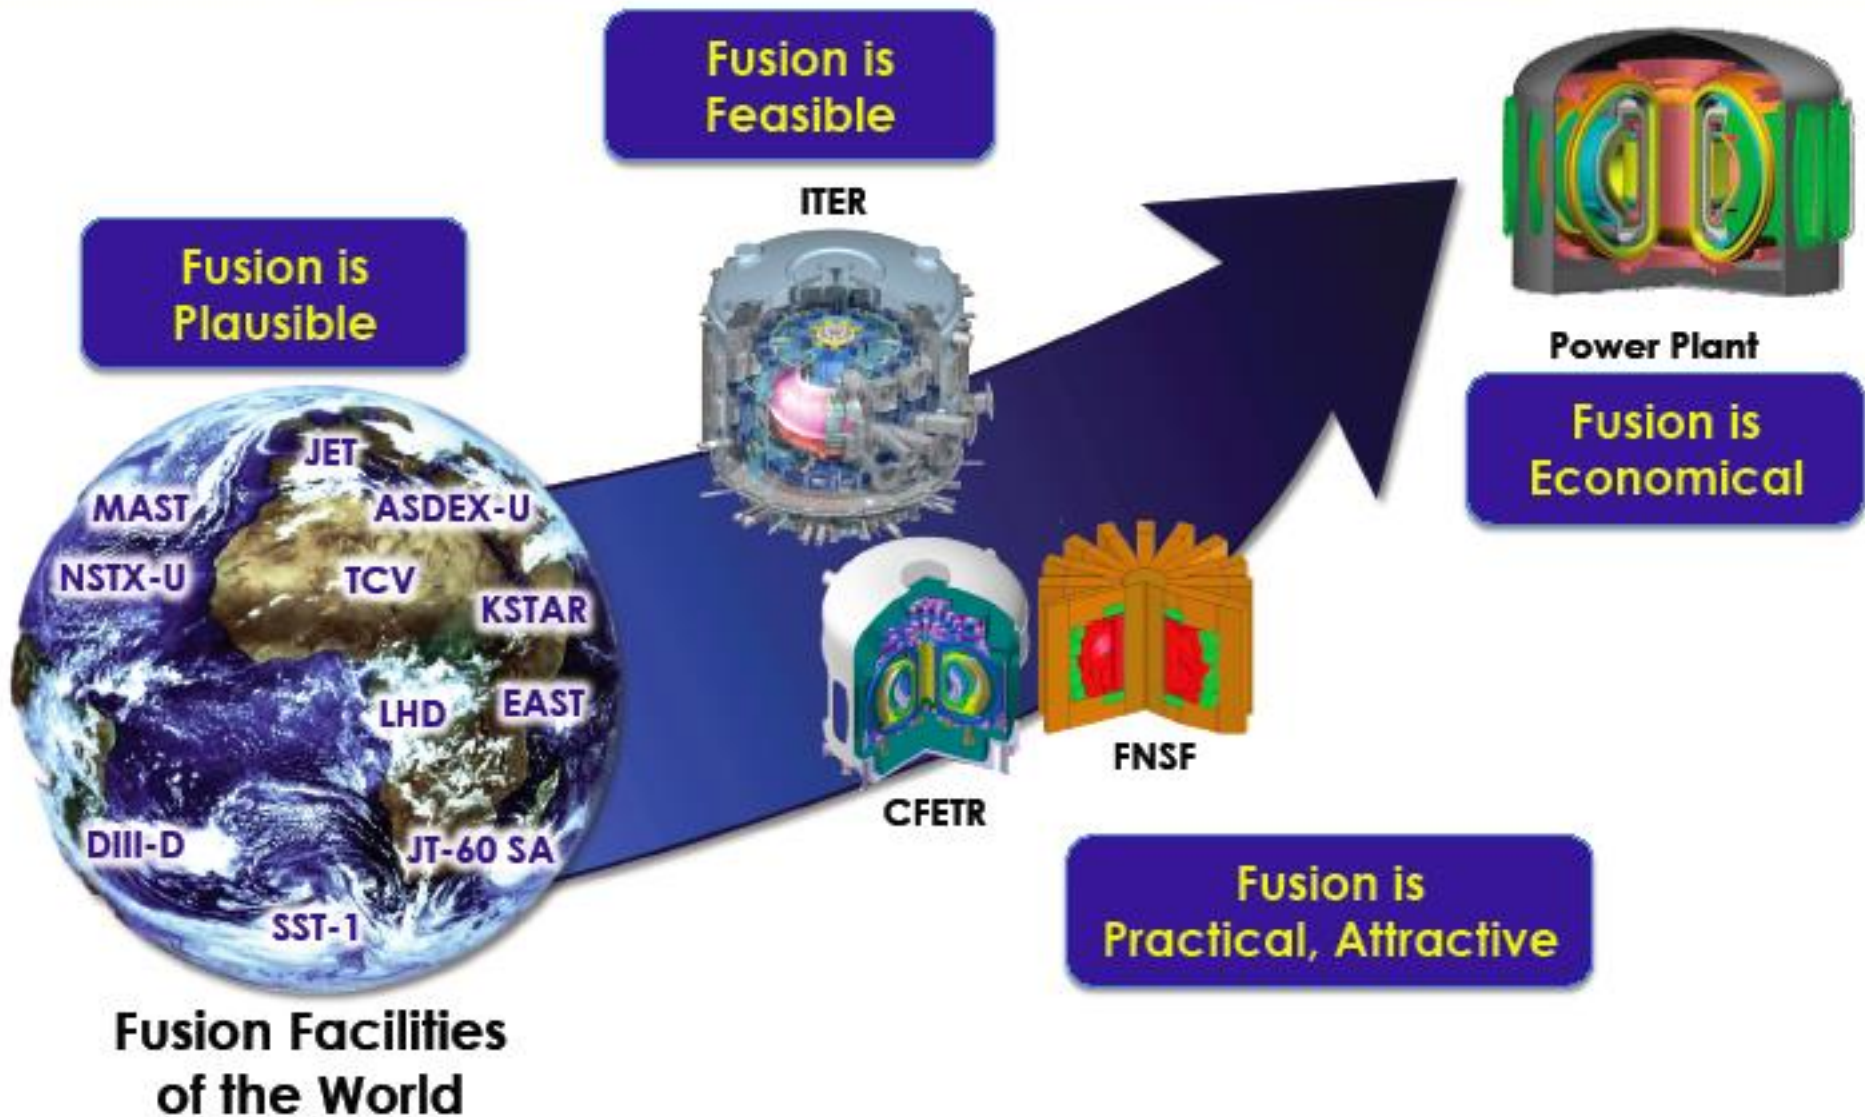 Fusion is
Feasible
ITER
Fusion is
Plausible
Power Plant
Fusion is
Economical
JET
MAST
ASDEX-U
NSTX-U
TCV
KSTAR
LHD
EAST
DIII-D
JT-60 SA
SST-1
FNSF
CFETR
Fusion is
Practical, Attractive
Fusion Facilities
of the World